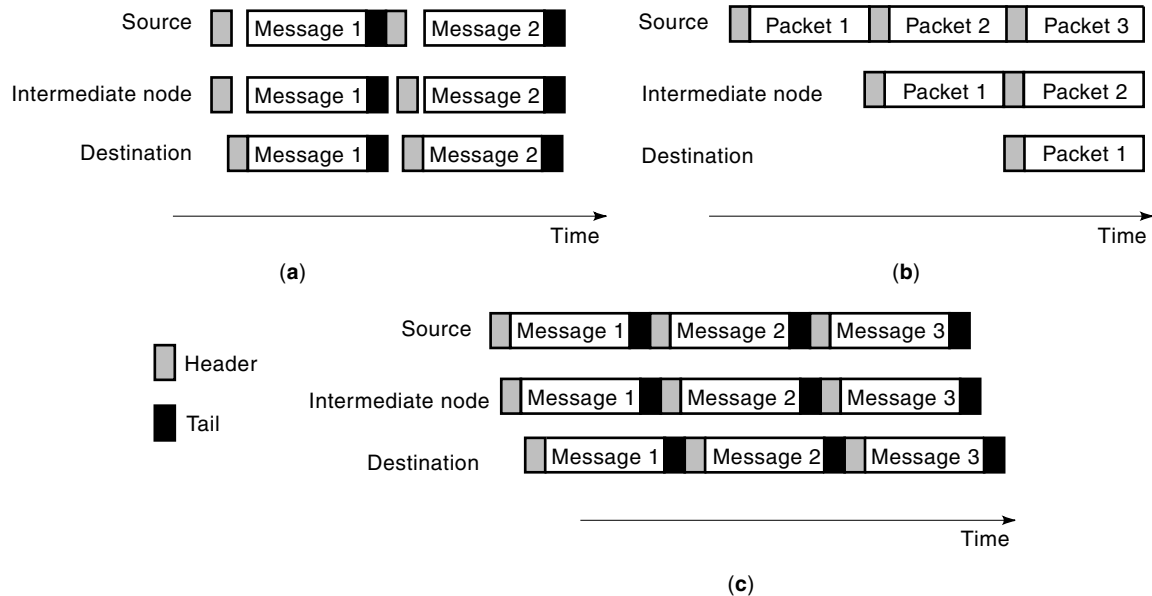 Source Message 1 Message 2
Intermediate node Message 1 Message 2
Destination Message 1 Message 2
Time
(a)
Source Packet 1 Packet 2 Packet 3
Intermediate node Packet 1 Packet 2
Destination Packet 1
Time
(b)
Header
Tail
Source Message 1 Message 2 Message 3
Intermediate node Message 1 Message 2 Message 3
Destination Message 1 Message 2 Message 3
Time
(c)